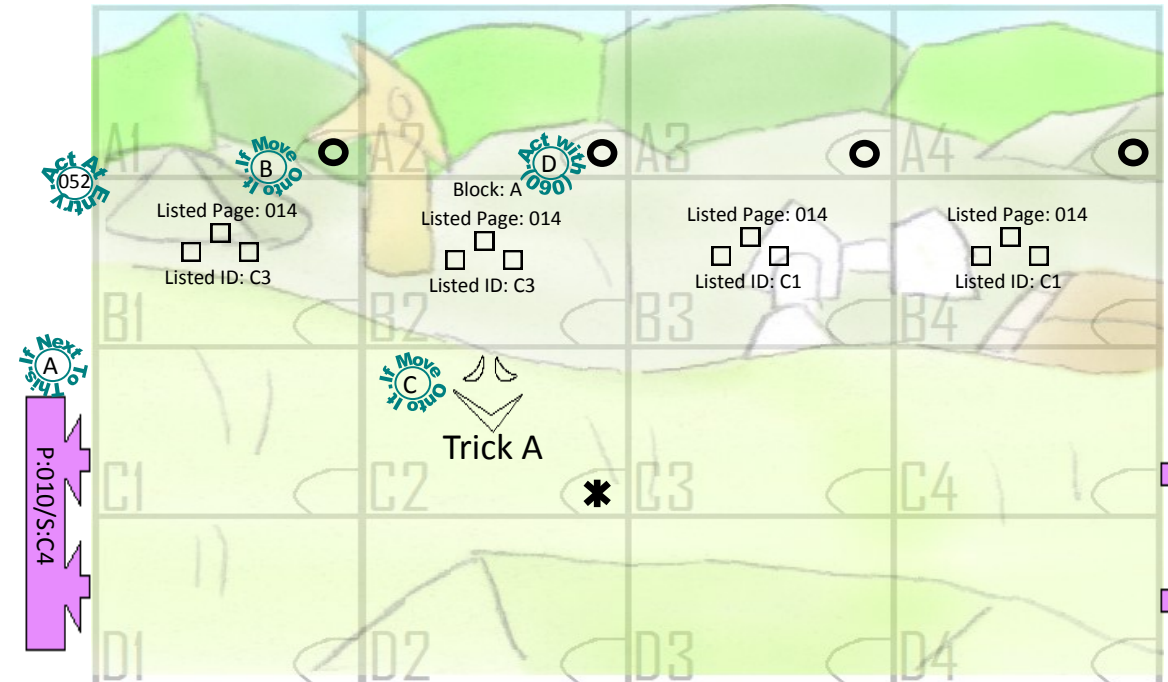 A1
A2
A3
A4
Act At Entry
052
If Move Onto It
B
Act with (060)
D
Block: A
Listed Page: 014
Listed ID: C3
Listed Page: 014
Listed ID: C3
Listed Page: 014
Listed ID: C1
Listed Page: 014
Listed ID: C1
B1
B2
B3
B4
If Next To This
A
If Move Onto It
C
Trick A
P:010/S:C4
C1
C2
C3
C4
D1
D2
D3
D4